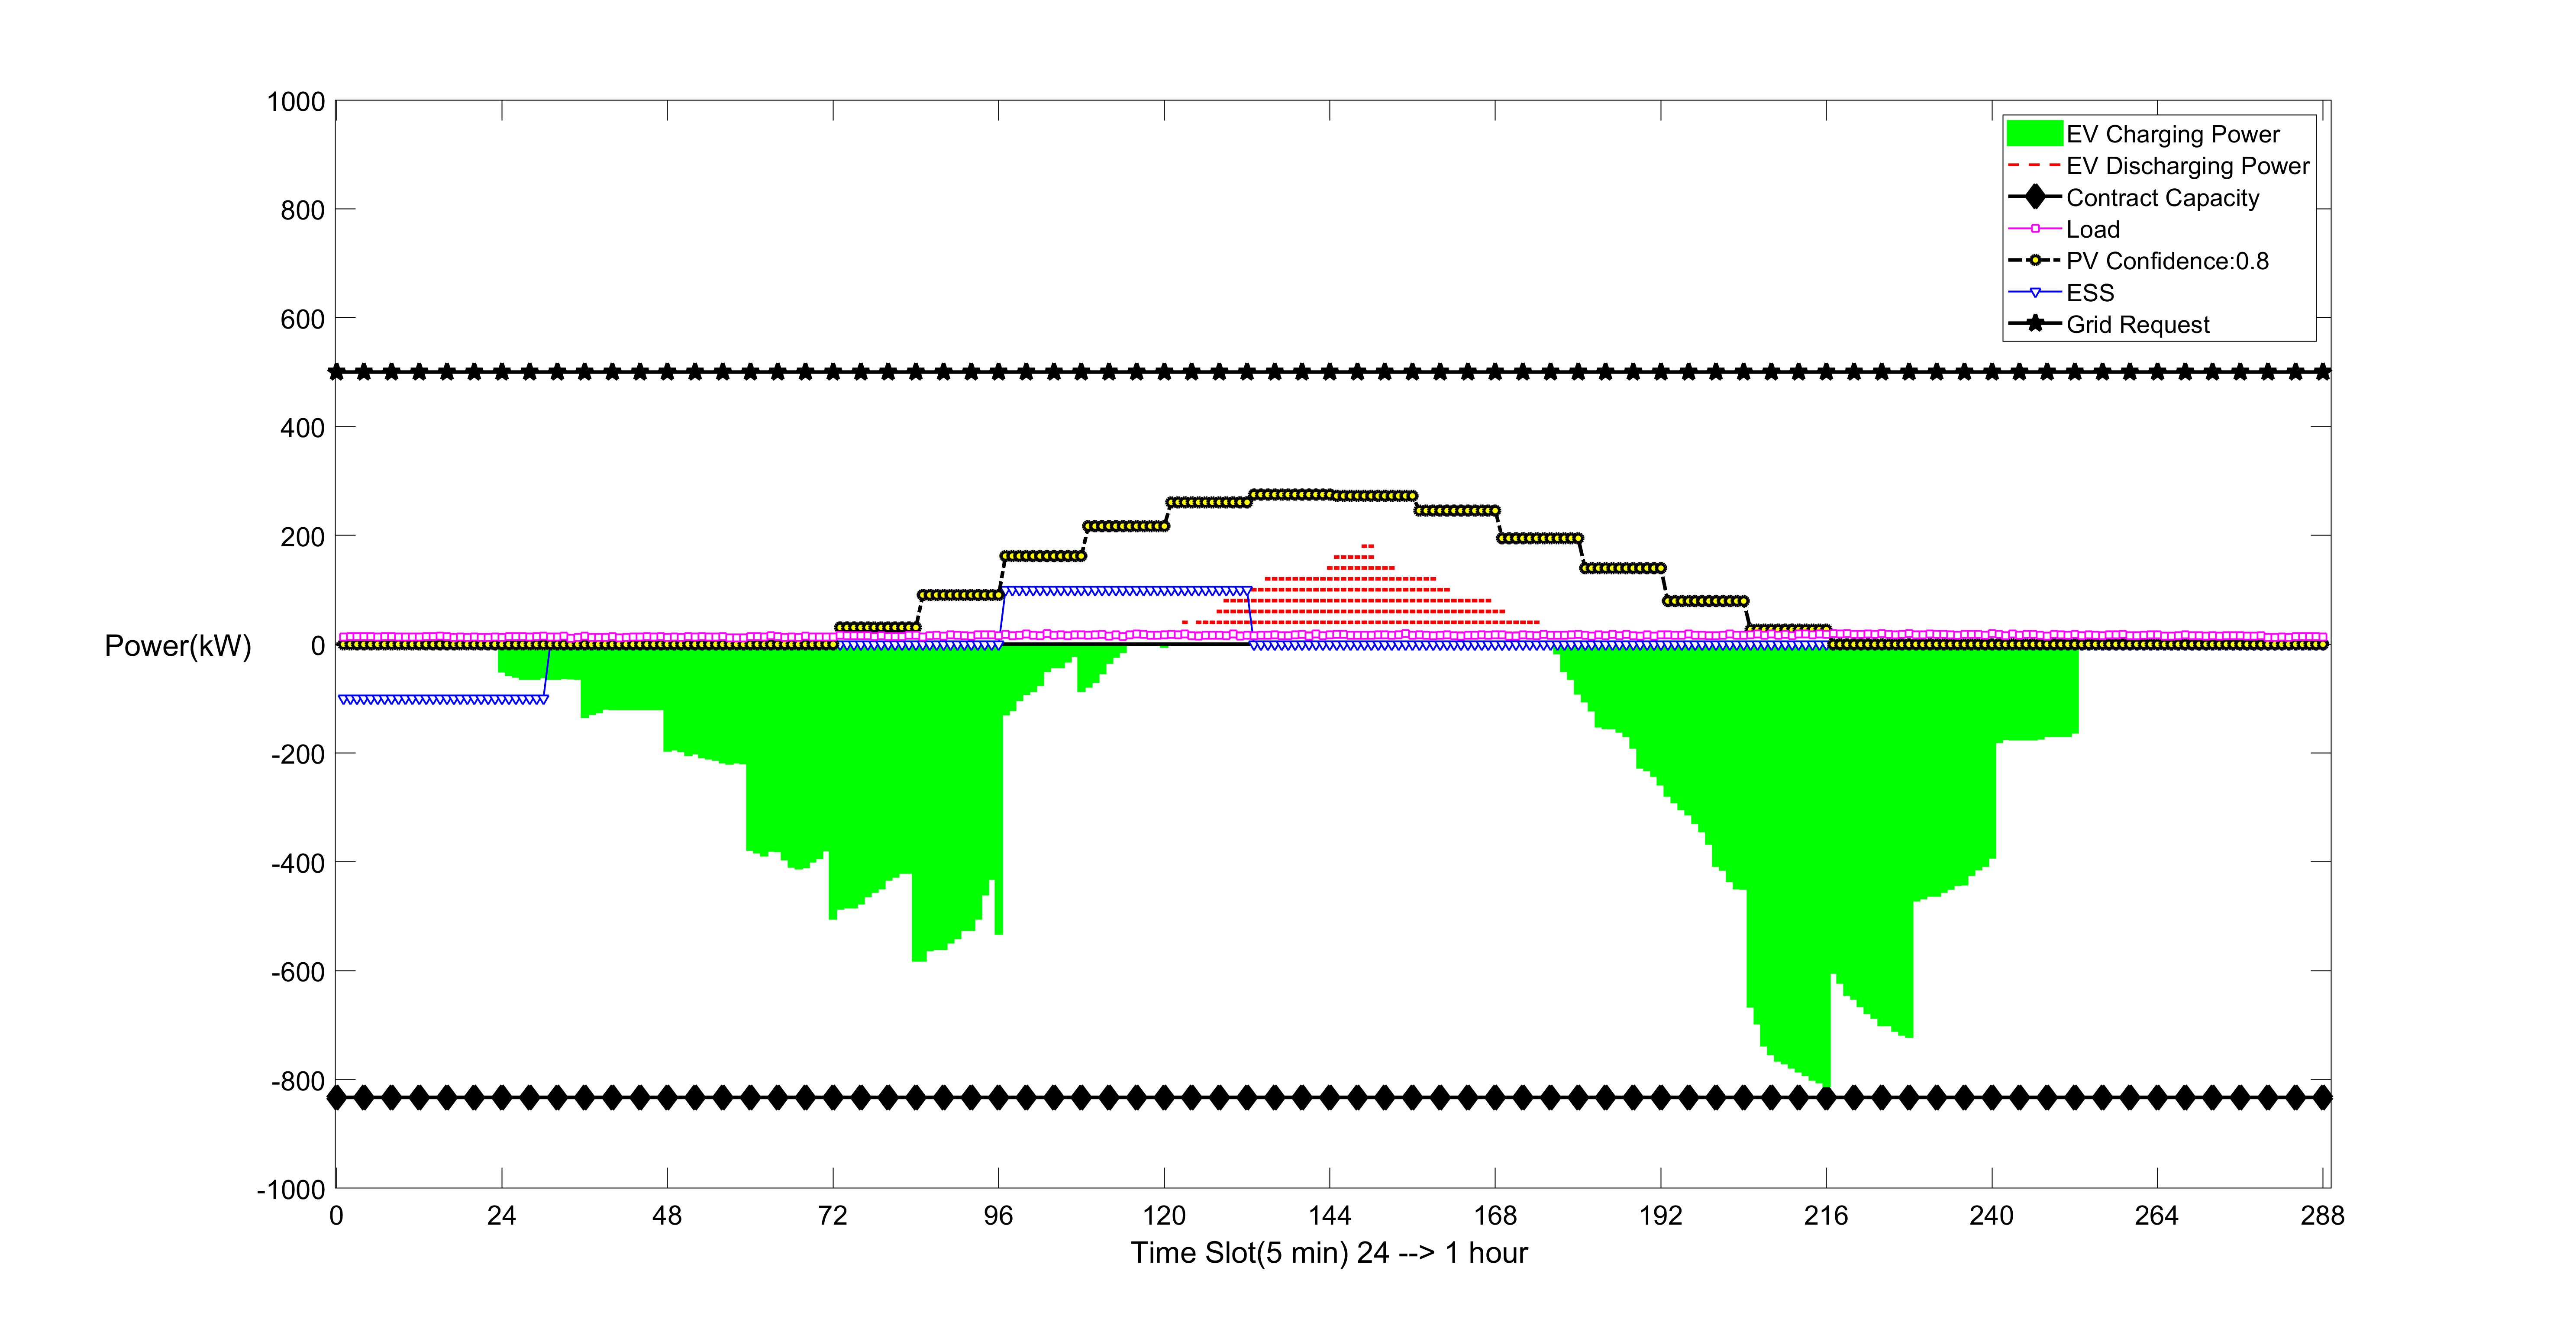 1000
800
600
400
200
0
-200
-400
-600
-800
-1000
Power(kW)
0 24 48 72 96 120 144 168 192 216 240 264 288
Time Slot(5 min) 24 --> 1 hour
EV Charging Power
EV Discharging Power
Contract Capacity
Load
PV Confidence:0.8
ESS
Grid Request